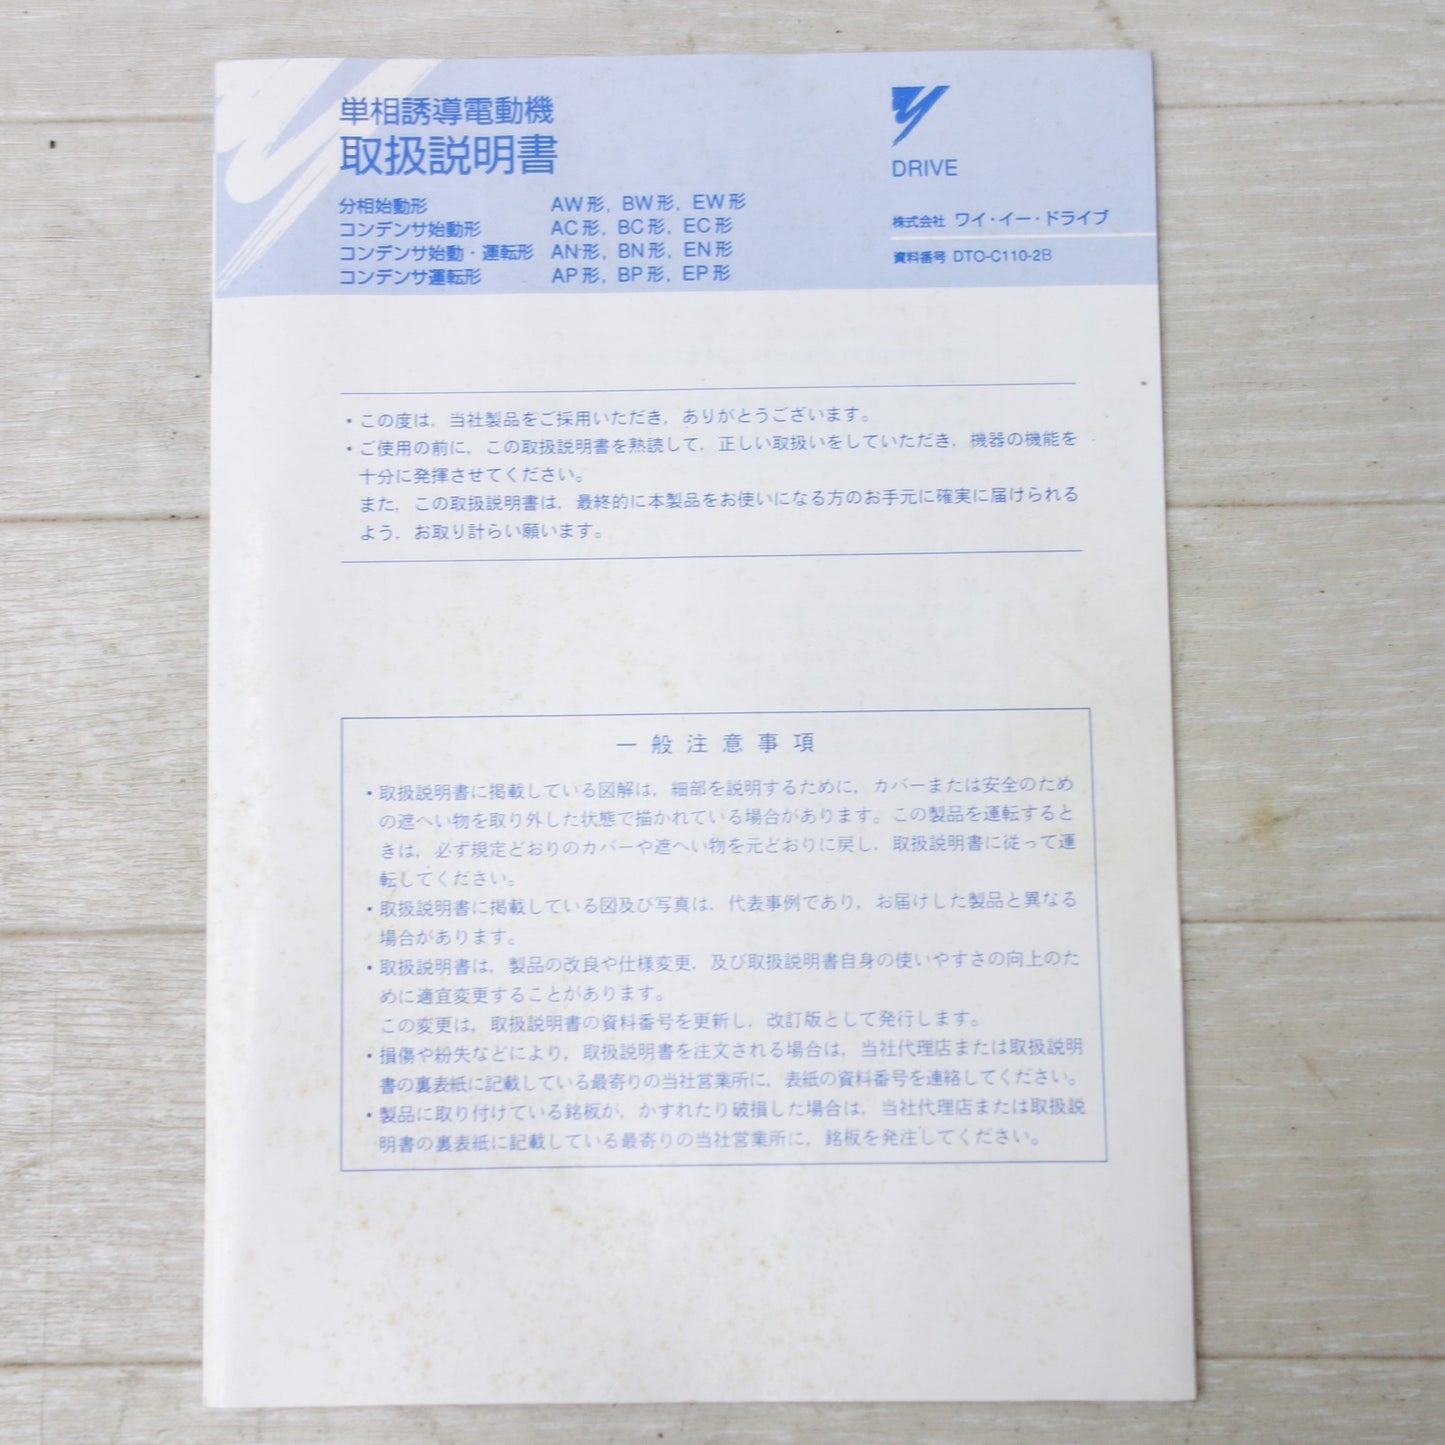 単相誘導電動機
取扱説明書
分相始動形 AW形，BW形，EW形
コンデンサ始動形 AC形，BC形，EC形
コンデンサ始動・運転形 AN形，BN形，EN形
コンデンサ運転形 AP形，BP形，EP形
DRIVE
株式会社 ワイ・イー・ドライブ
資料番号 DTO-C110-2B
・この度は，当社製品をご採用いただき，ありがとうございます。
・ご使用の前に，この取扱説明書を熟読して，正しい取扱いをしていただき，機器の機能を
十分に発揮させてください。
また，この取扱説明書は，最終的に本製品をお使いになる方のお手元に確実に届けられる
よう，お取り計らい願います。
一般注意事項
・取扱説明書に掲載している図解は，細部を説明するために，カバーまたは安全のため
の遮へい物を取り外した状態で描かれている場合があります。この製品を運転すると
きは，必ず規定どおりのカバーや遮へい物を元どおりに戻し，取扱説明書に従って運
転してください。
・取扱説明書に掲載している図及び写真は，代表事例であり，お届けした製品と異なる
場合があります。
・取扱説明書は，製品の改良や仕様変更，及び取扱説明書自身の使いやすさの向上のた
めに適宜変更することがあります。
この変更は，取扱説明書の資料番号を更新し，改訂版として発行します。
・損傷や紛失などにより，取扱説明書を注文される場合は，当社代理店または取扱説明
書の裏表紙に記載している最寄りの当社営業所に，表紙の資料番号を連絡してください。
・製品に取り付けている銘板が，かすれたり破損した場合は，当社代理店または取扱説
明書の裏表紙に記載している最寄りの当社営業所に，銘板を発注してください。